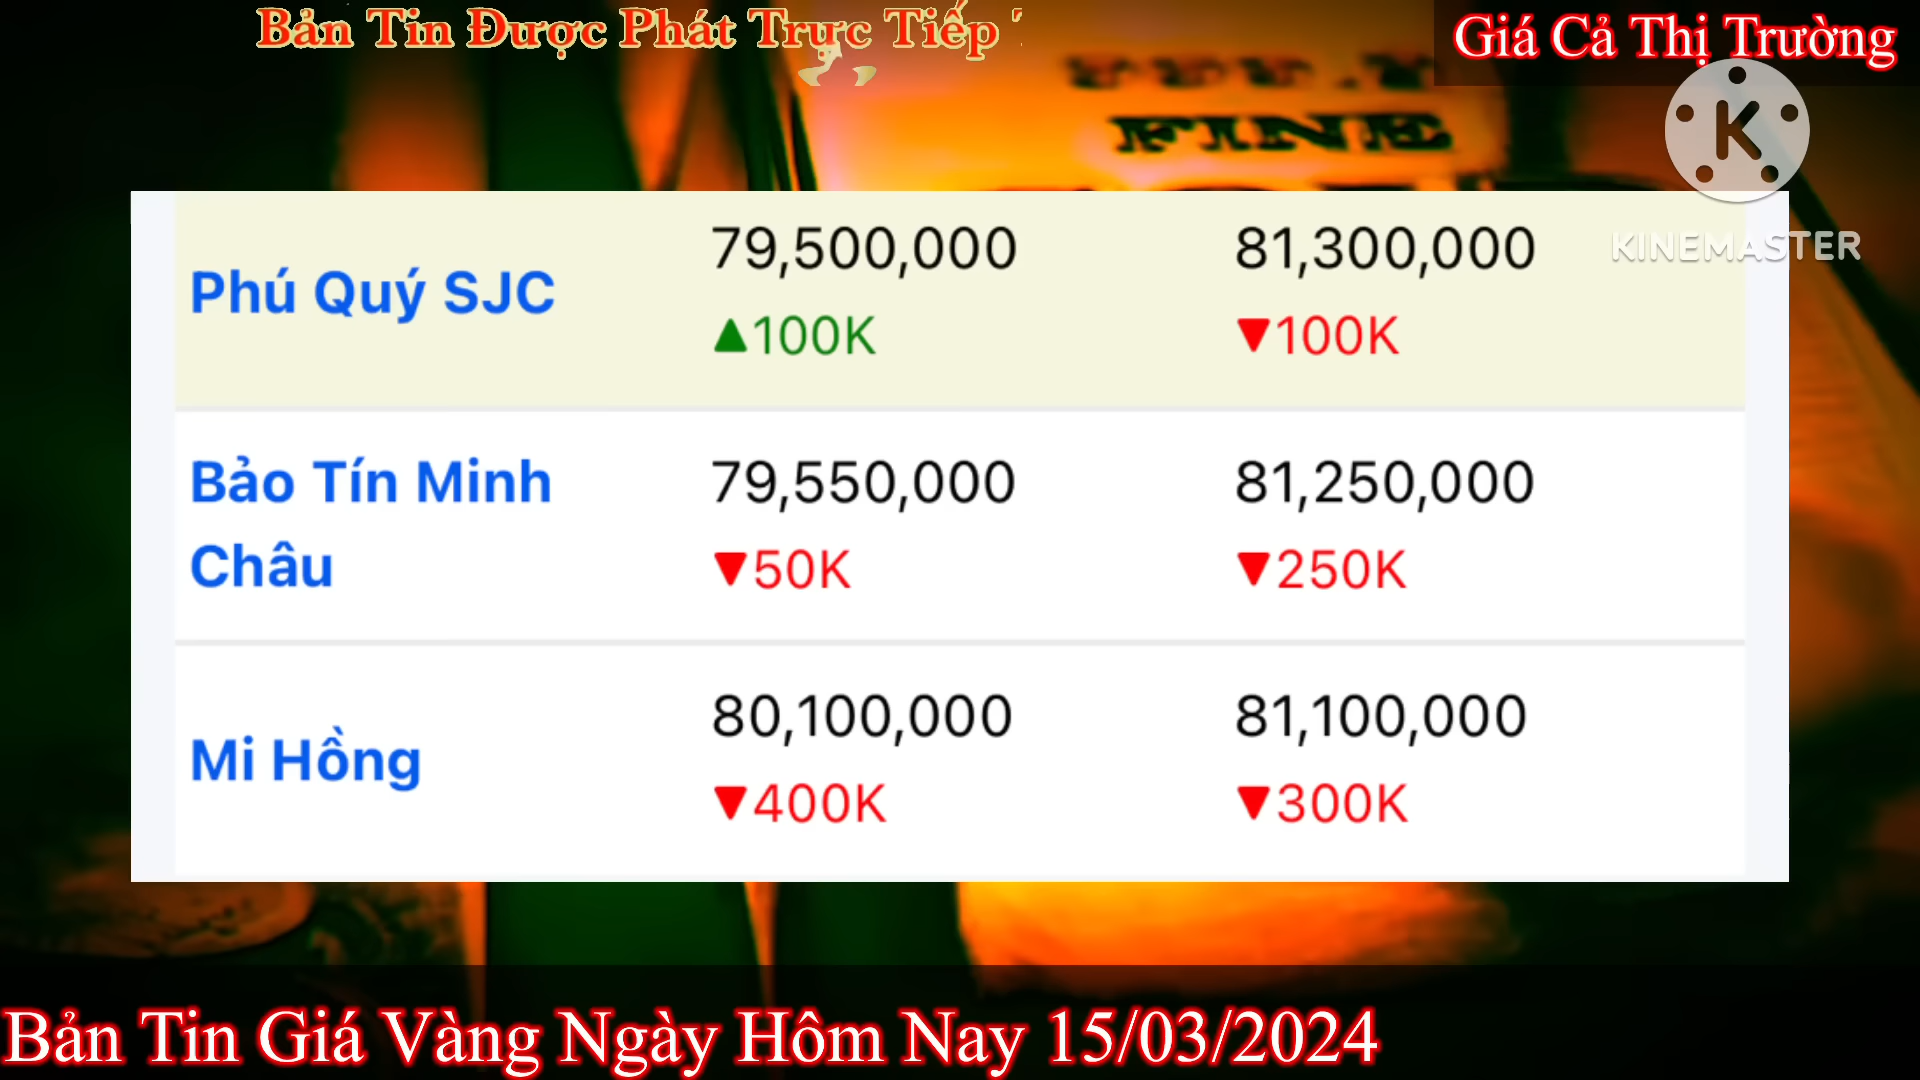 Bản Tin Được Phát Trực Tiếp
Giá Cả Thị Trường
FINE
K
KINEMASTER
Phú Quý SJC
79,500,000
81,300,000
▲100K
▼100K
Bảo Tín Minh
Châu
79,550,000
81,250,000
▼50K
▼250K
Mi Hồng
80,100,000
81,100,000
▼400K
▼300K
Bản Tin Giá Vàng Ngày Hôm Nay 15/03/2024